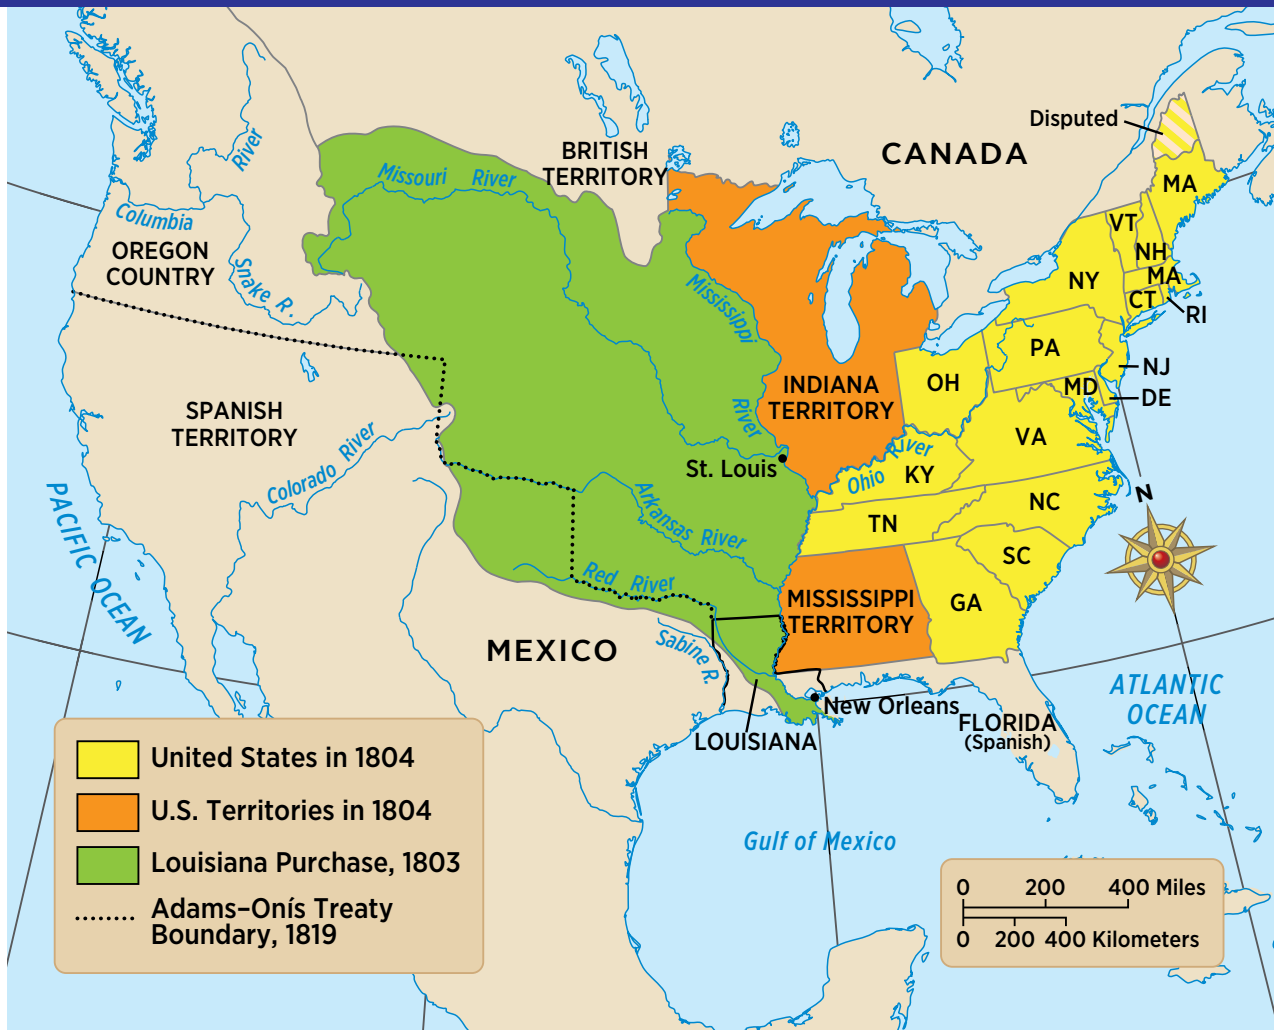 Disputed
CANADA
BRITISH
TERRITORY
MA
Missouri River
River
Columbia
VT
OREGON
COUNTRY
NH
Snake R.
NY
MA
Mississippi
River
CT
RI
PA
NJ
OH
INDIANA
TERRITORY
MD
DE
SPANISH
TERRITORY
VA
Colorado River
St. Louis
Ohio River
KY
PACIFIC OCEAN
Arkansas River
N
NC
TN
SC
Red River
MISSISSIPPI
TERRITORY
GA
MEXICO
Sabine R.
ATLANTIC
OCEAN
New Orleans
FLORIDA
(Spanish)
LOUISIANA
United States in 1804
U.S. Territories in 1804
Louisiana Purchase, 1803
Adams–Onís Treaty
Boundary, 1819
Gulf of Mexico
0 200 400 Miles
0 200 400 Kilometers